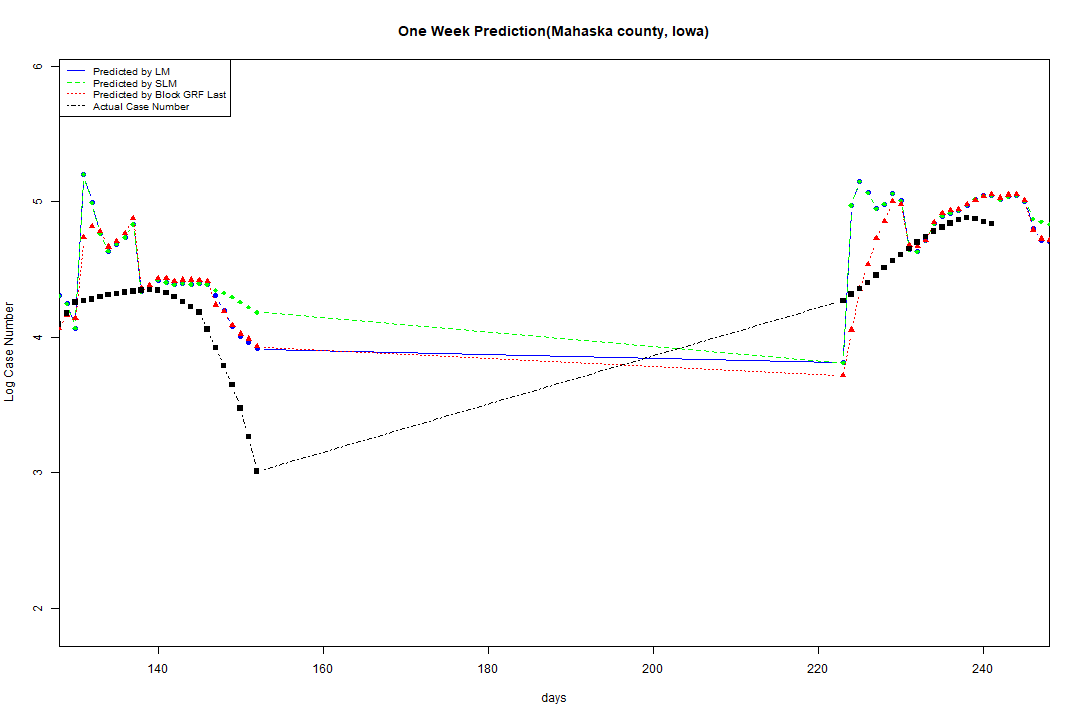 One Week Prediction(Mahaska county, Iowa)
Predicted by LM
Predicted by SLM
Predicted by Block GRF Last
Actual Case Number
6
5
4
3
2
Log Case Number
140 160 180 200 220 240
days